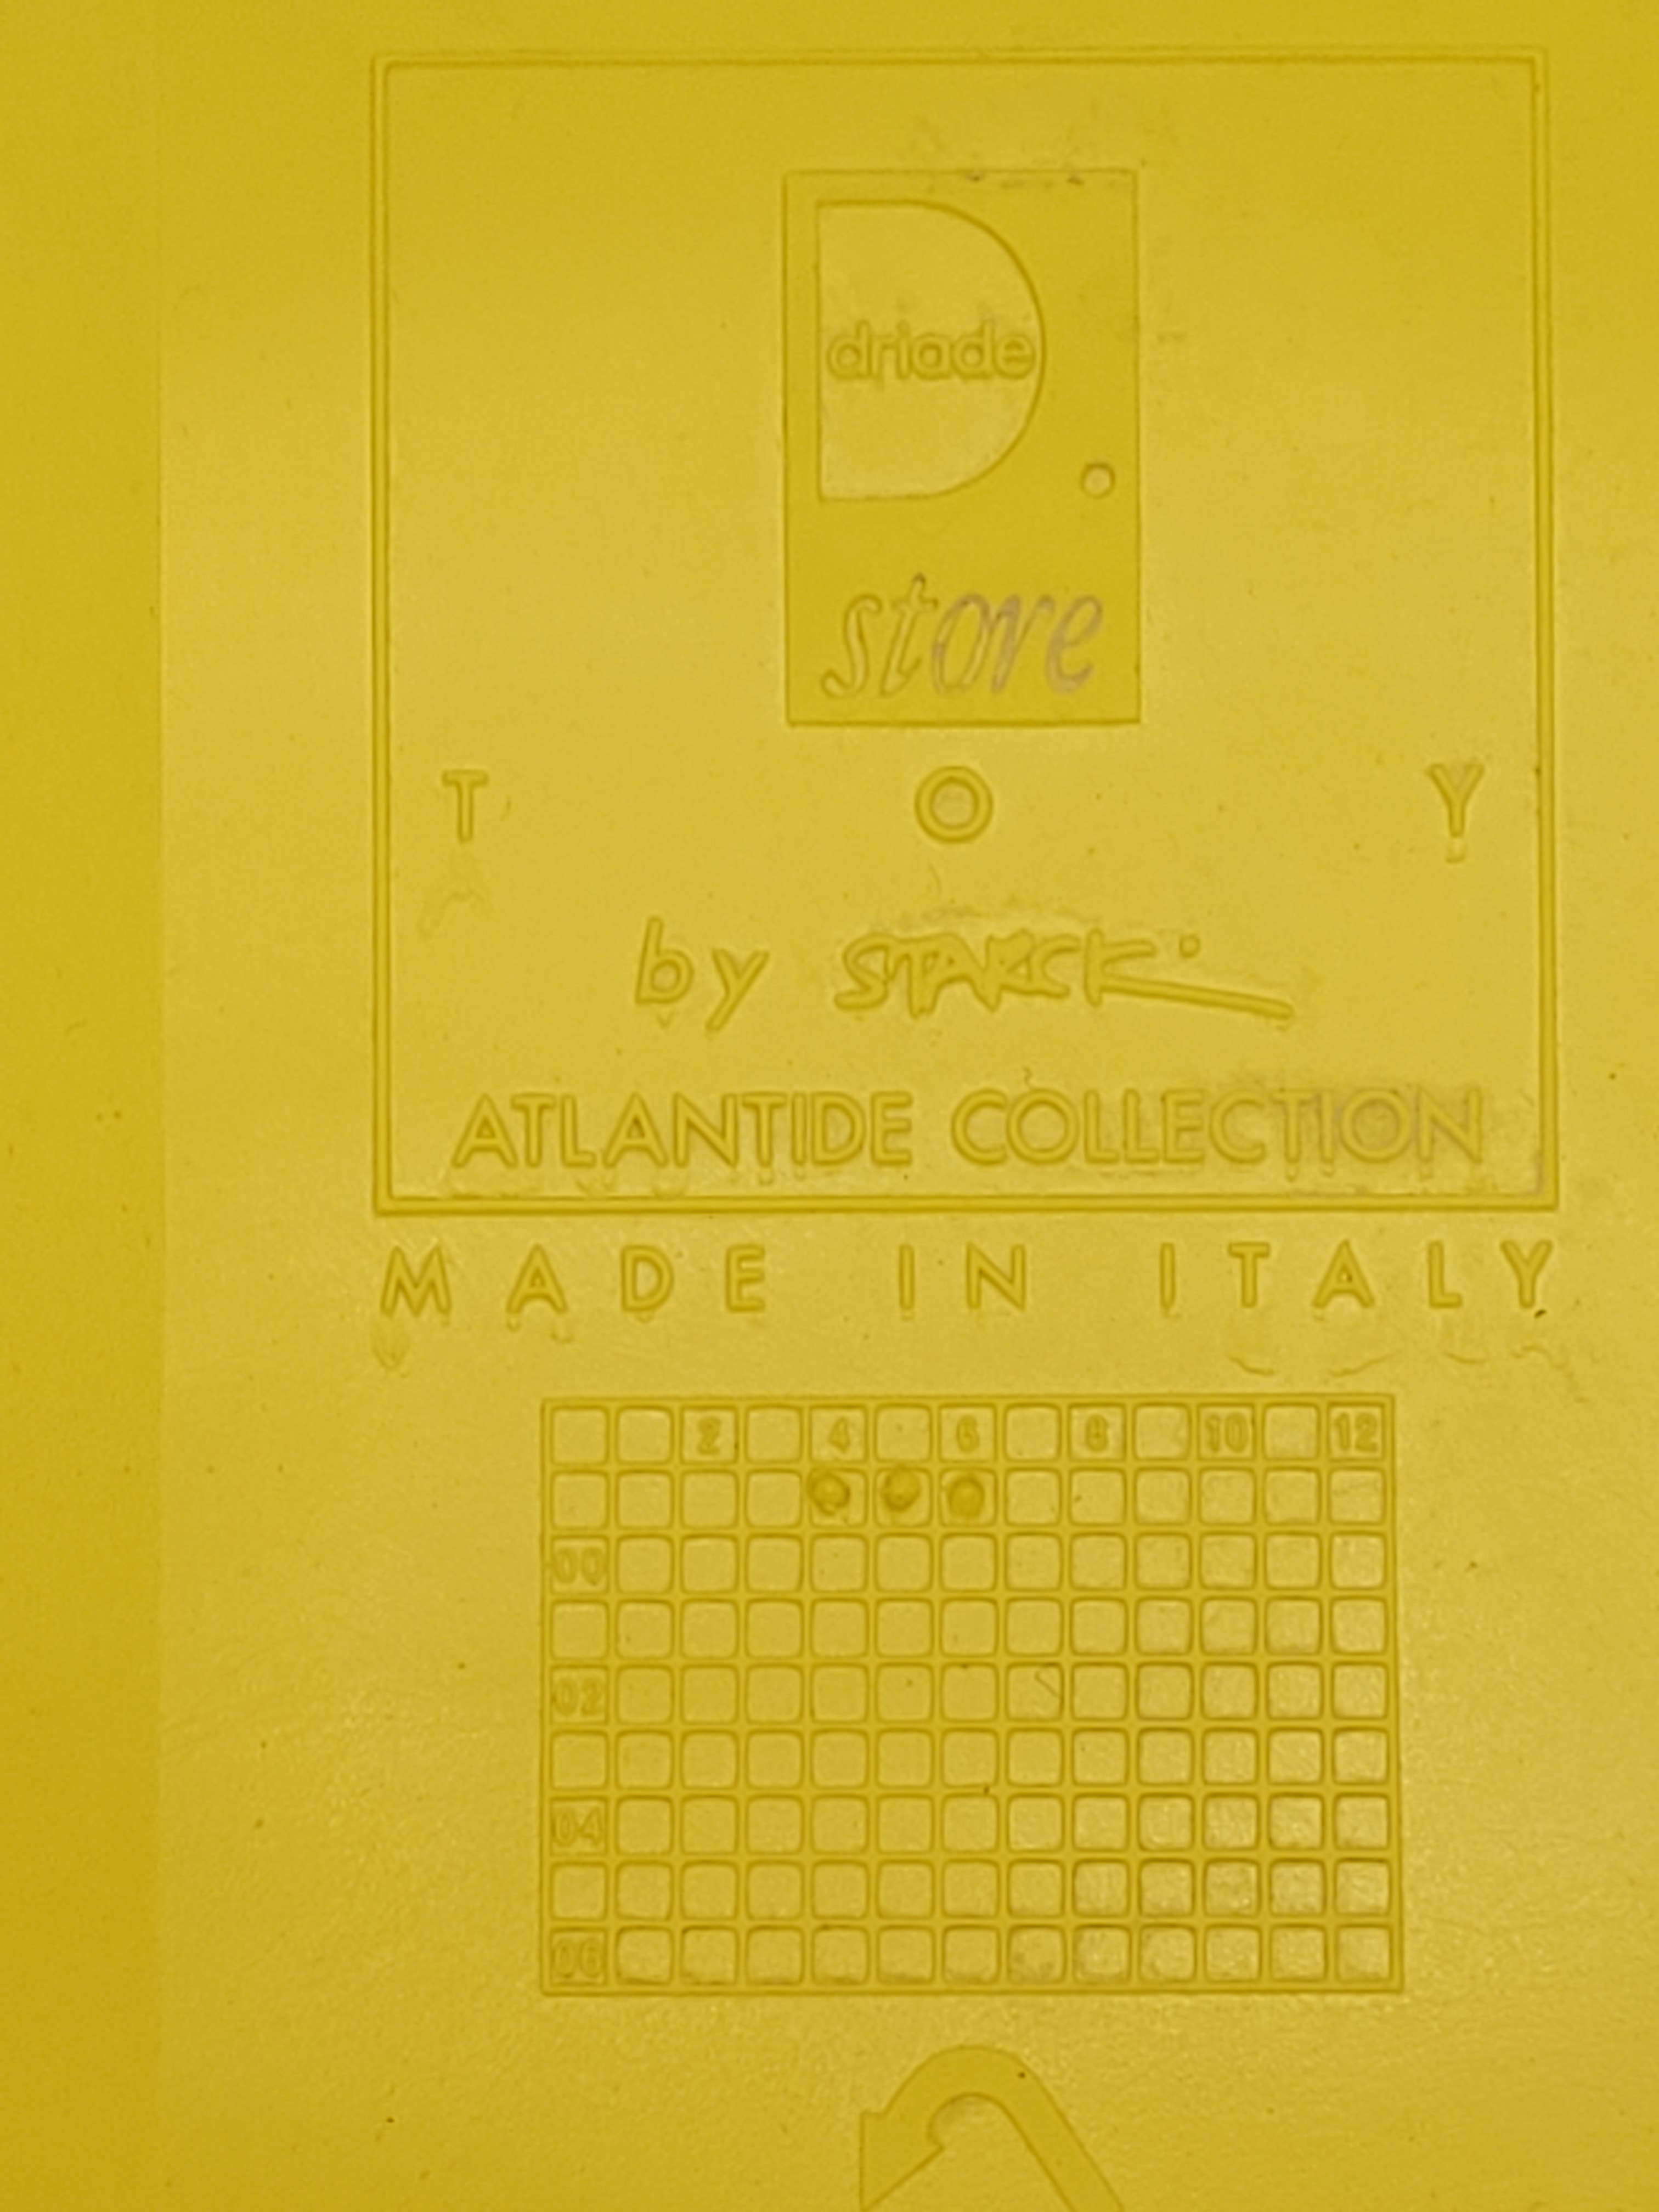 driade
store
T O Y
by STARCK
ATLANTIDE COLLECTION
MADE IN ITALY
2 4 6 8 10 12
00
02
04
06